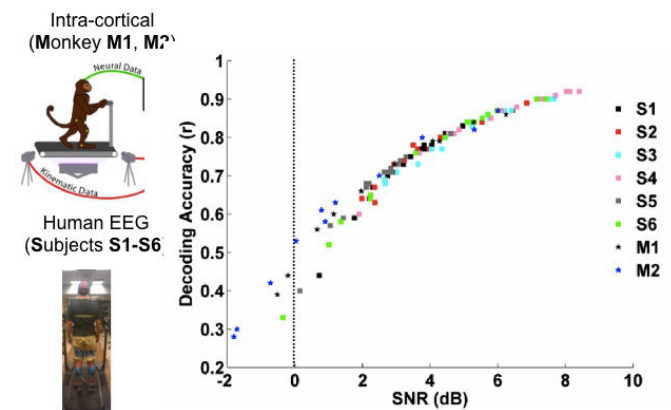 Intra-cortical
(Monkey M1, M2)
Neural Data
Kinematic Data
Human EEG
(Subjects S1-S6)
Decoding Accuracy (r)
1
0.9
0.8
0.7
0.6
0.5
0.4
0.3
0.2
-2
0
2
4
6
8
10
SNR (dB)
S1
S2
S3
S4
S5
S6
M1
M2